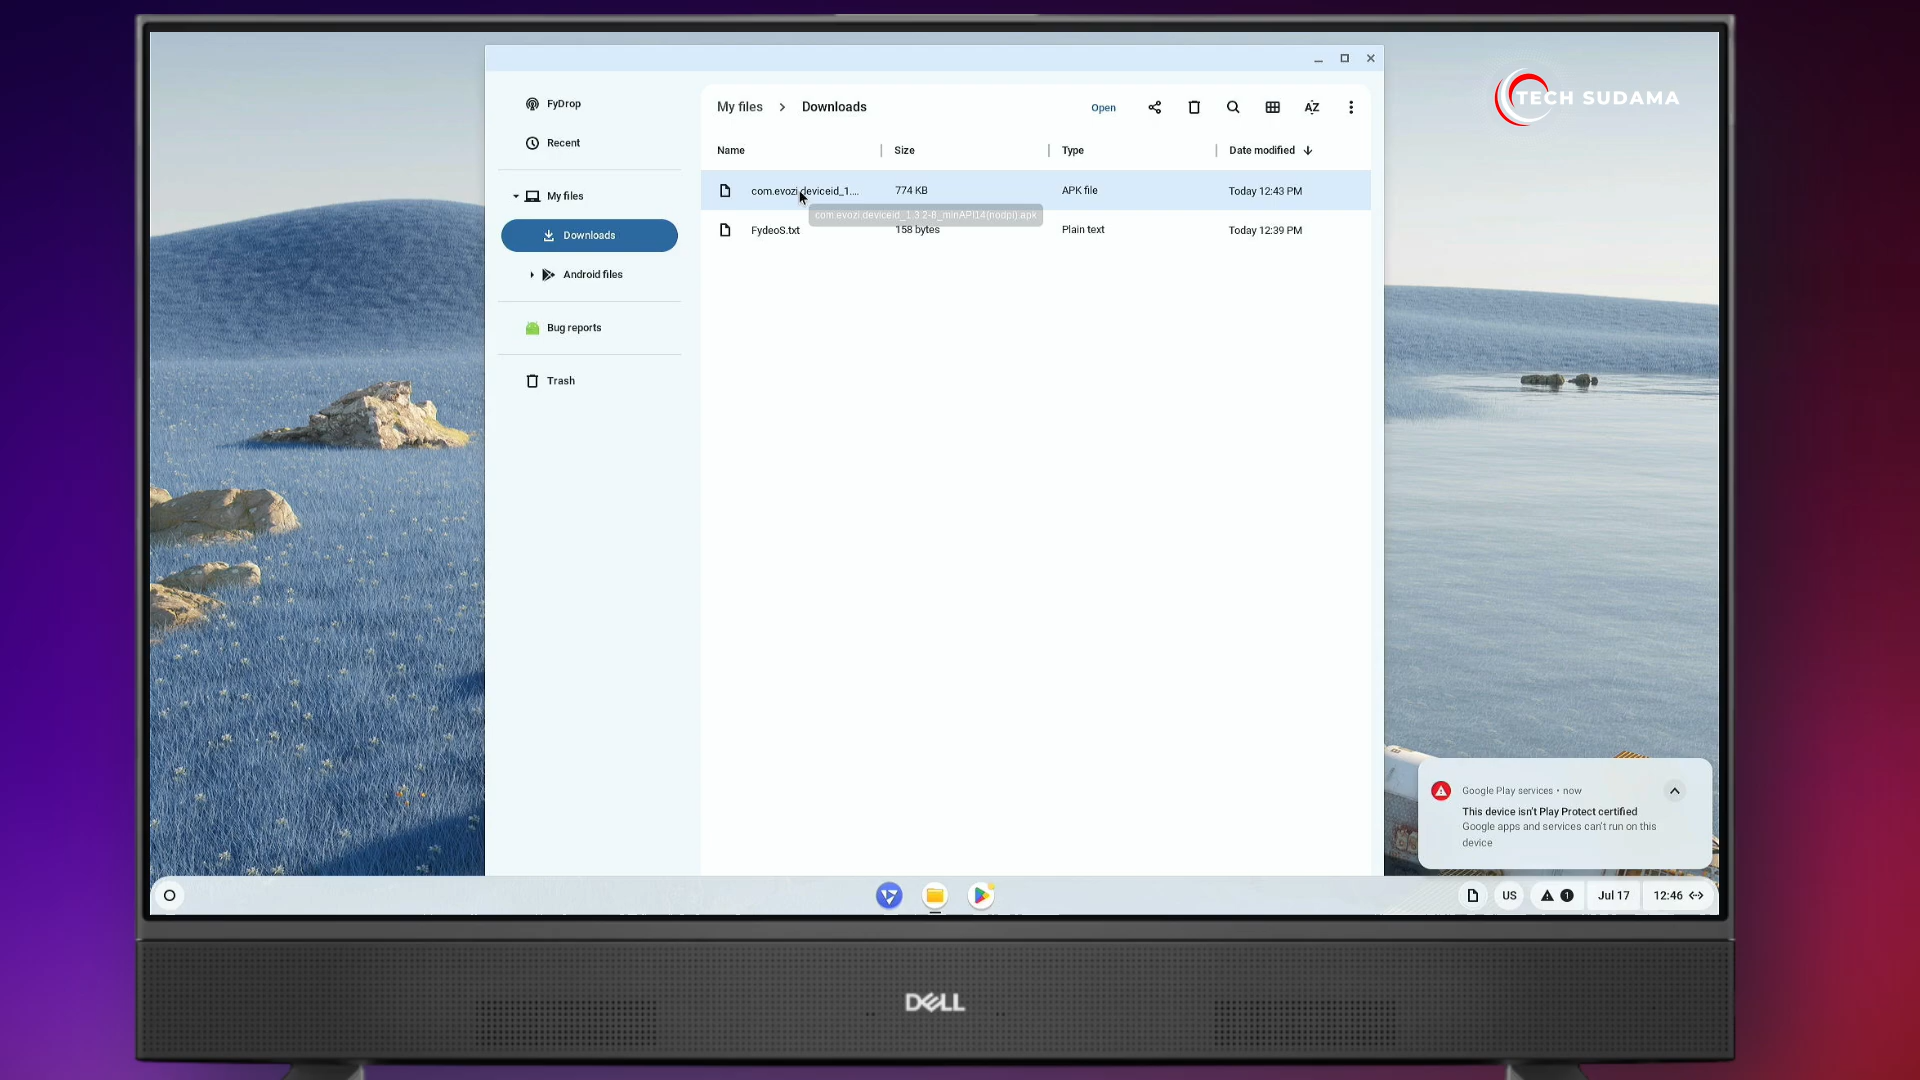 TECH SUDAMA
FyDrop
Recent
My files
Downloads
Android files
Bug reports
Trash
My files > Downloads
Open
AZ
Name
Size
Type
Date modified
com.evozi.deviceid_1....
774 KB
APK file
Today 12:43 PM
com.evozi.deviceid_1.3.2-8_minAPI14(nodpi).apk
FydeoS.txt
158 bytes
Plain text
Today 12:39 PM
Google Play services • now
This device isn't Play Protect certified
Google apps and services can't run on this
device
US
1
Jul 17
12:46
DELL